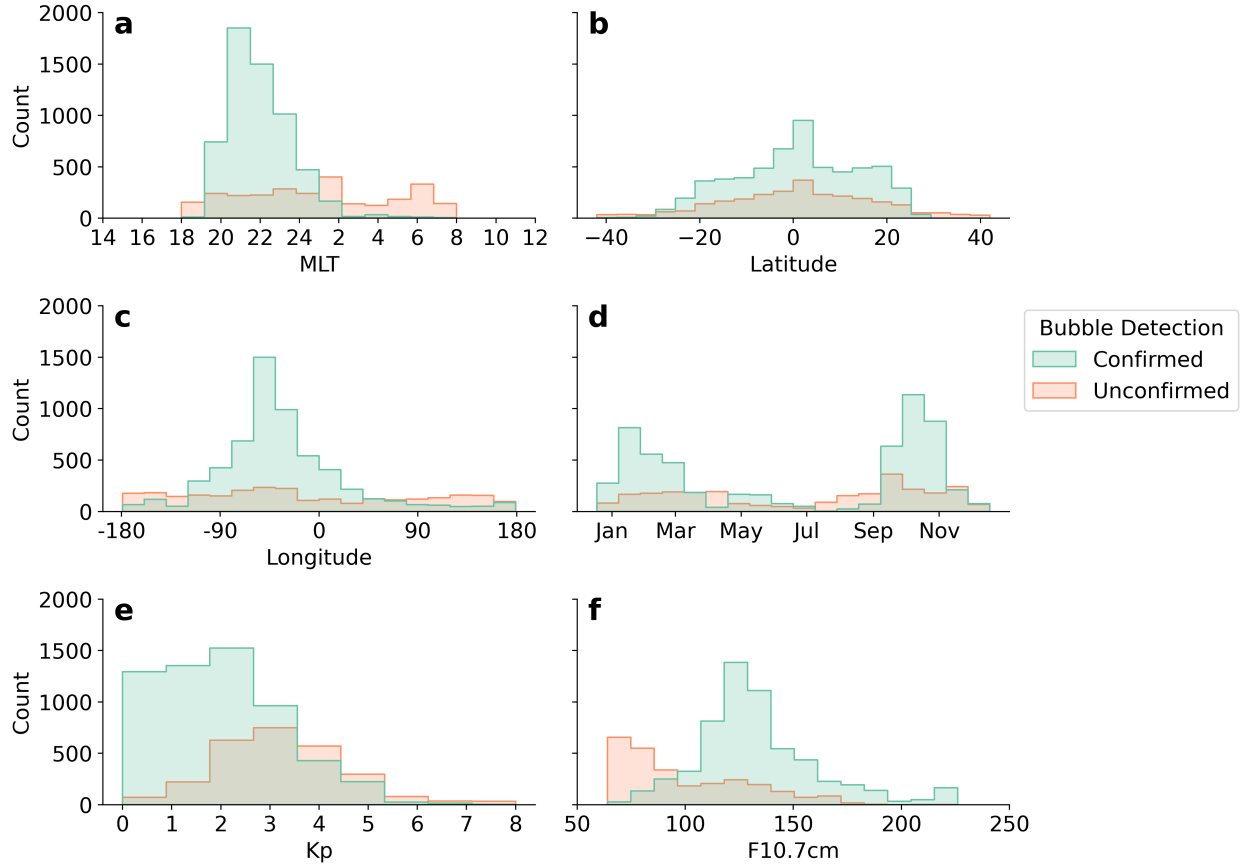 a
b
2000
1500
1000
500
0
Count
14 16 18 20 22 24 2 4 6 8 10 12
MLT
−40 −20 0 20 40
Latitude
c
d
2000
1500
1000
500
0
Count
-180 -90 0 90 180
Longitude
Jan Mar May Jul Sep Nov
Bubble Detection
Confirmed
Unconfirmed
e
f
2000
1500
1000
500
0
Count
0 1 2 3 4 5 6 7 8
Kp
50 100 150 200 250
F10.7cm